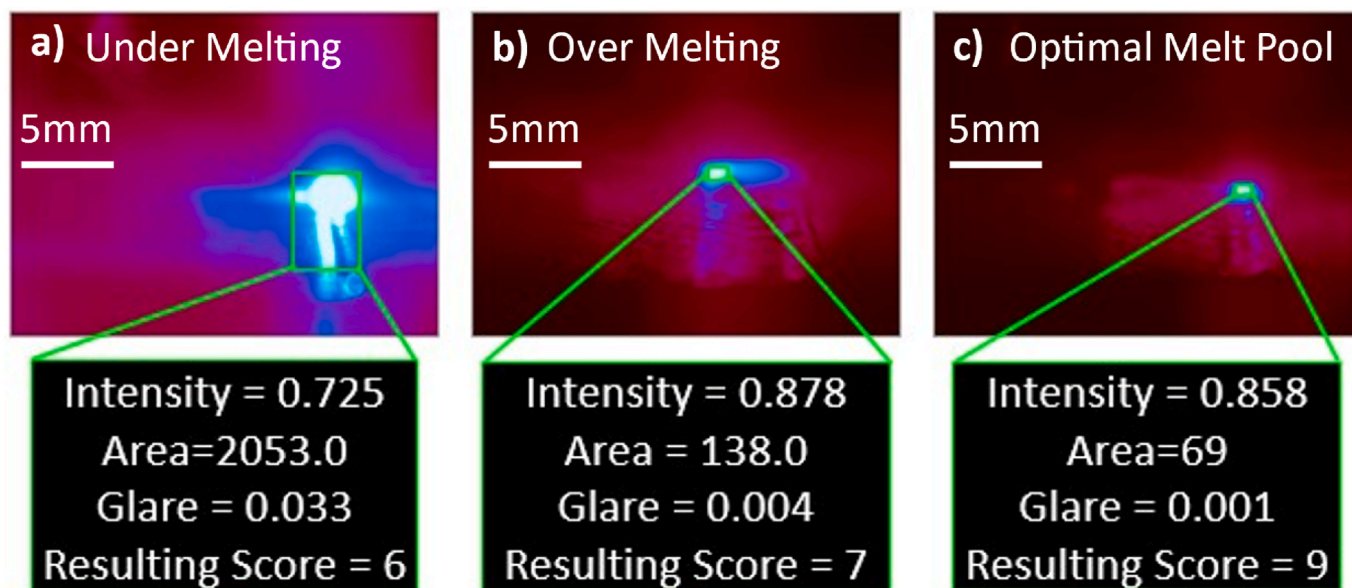 a) Under Melting
5mm
Intensity = 0.725
Area=2053.0
Glare = 0.033
Resulting Score = 6
b) Over Melting
5mm
Intensity = 0.878
Area = 138.0
Glare = 0.004
Resulting Score = 7
c) Optimal Melt Pool
5mm
Intensity = 0.858
Area=69
Glare = 0.001
Resulting Score = 9